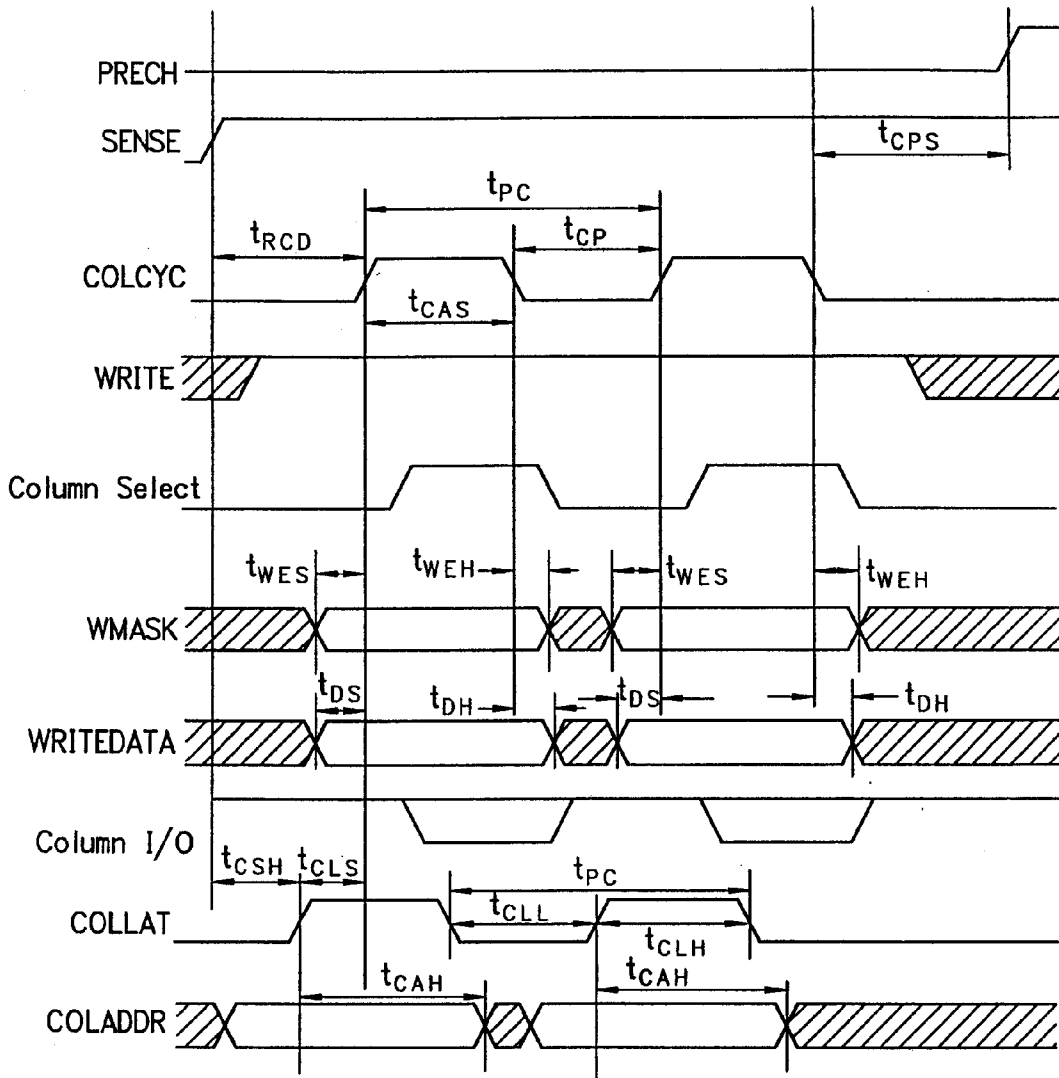 PRECH
SENSE
tCPS
tPC
tRCD
tCP
COLCYC
tCAS
WRITE
Column Select
tWES tWEH tWES tWEH
WMASK
tDS tDH tDS tDH
WRITEDATA
Column I/O
tCSH tCLS tPC
COLLAT tCLL
tCLH
tCAH tCAH
COLADDR